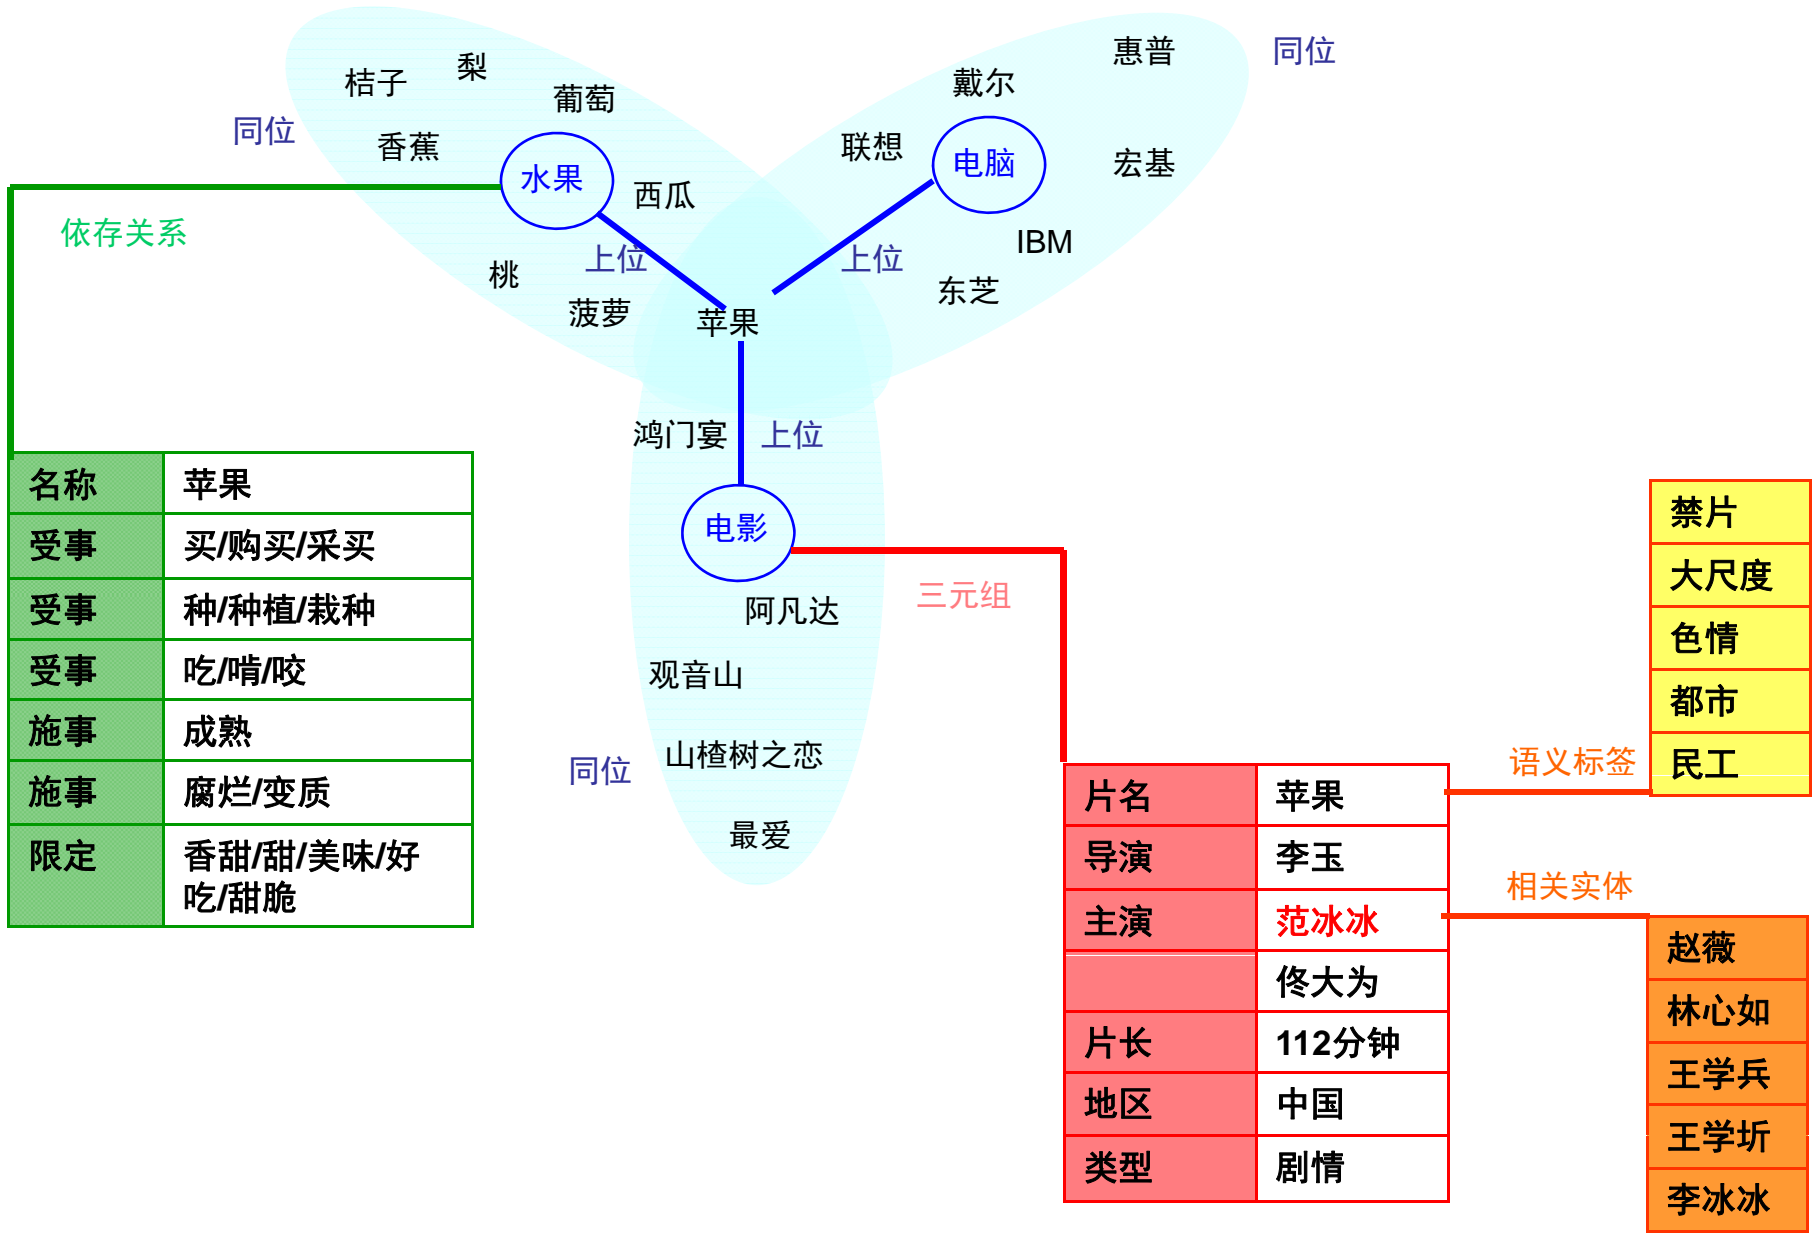 桔子
梨
葡萄
同位
香蕉
水果
西瓜
依存关系
上位
桃
菠萝
苹果
惠普
同位
戴尔
联想
电脑
宏基
上位
IBM
东芝
鸿门宴
上位
电影
阿凡达
三元组
观音山
同位
山楂树之恋
最爱
名称 苹果
受事 买/购买/采买
受事 种/种植/栽种
受事 吃/啃/咬
施事 成熟
施事 腐烂/变质
限定 香甜/甜/美味/好
吃/甜脆
片名 苹果
导演 李玉
主演 范冰冰
佟大为
片长 112分钟
地区 中国
类型 剧情
语义标签
禁片
大尺度
色情
都市
民工
相关实体
赵薇
林心如
王学兵
王学圻
李冰冰